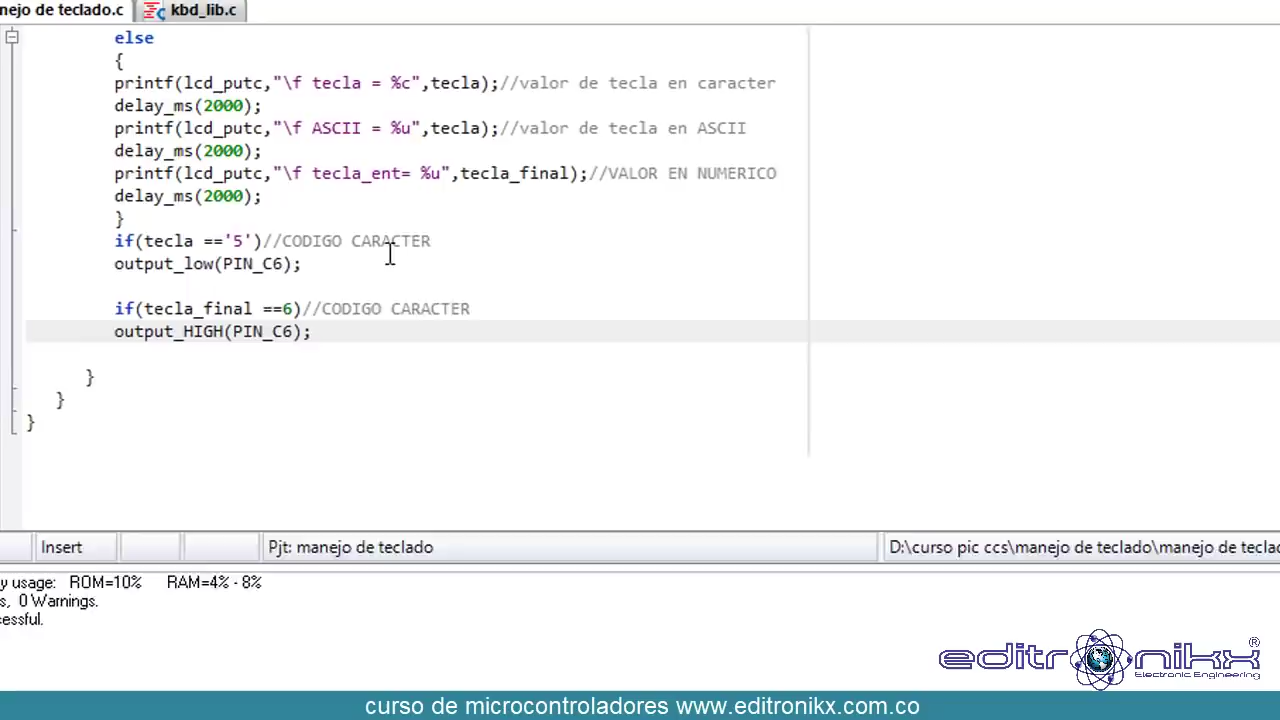 nejo de teclado.c kbd_lib.c
else
{
printf(lcd_putc,"\f tecla = %c",tecla);//valor de tecla en caracter
delay_ms(2000);
printf(lcd_putc,"\f ASCII = %u",tecla);//valor de tecla en ASCII
delay_ms(2000);
printf(lcd_putc,"\f tecla_ent= %u",tecla_final);//VALOR EN NUMERICO
delay_ms(2000);
}
if(tecla =='5')//CODIGO CARACTER
output_low(PIN_C6);
if(tecla_final ==6)//CODIGO CARACTER
output_HIGH(PIN_C6);
}
}
}
Insert Pjt: manejo de teclado D:\curso pic ccs\manejo de teclado\manejo de teclad
y usage: ROM=10% RAM=4% - 8%
s, 0 Warnings.
essful.
editronikx ®
Electronic Engineering
curso de microcontroladores www.editronikx.com.co